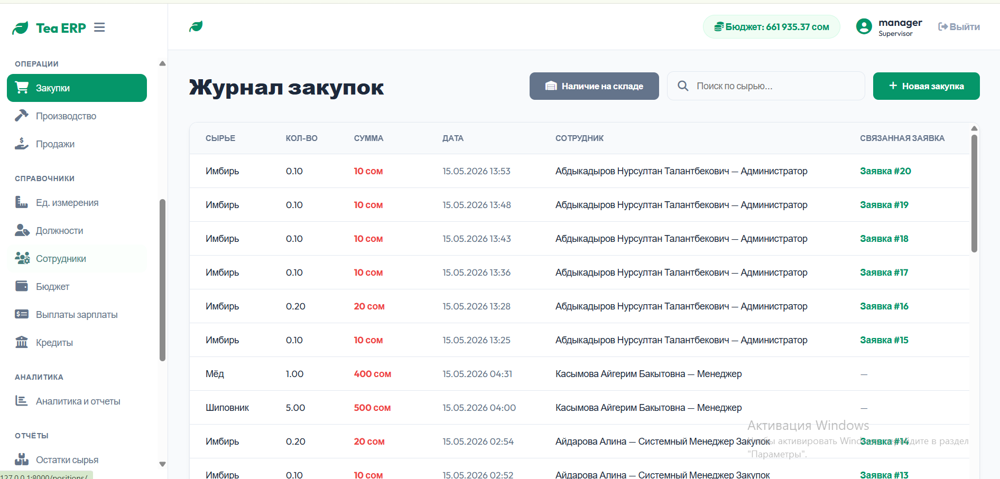 Tea ERP
Бюджет: 661 935.37 сом
manager
Supervisor
Выйти
ОПЕРАЦИИ
Закупки
Производство
Продажи
СПРАВОЧНИКИ
Ед. измерения
Должности
Сотрудники
Бюджет
Выплаты зарплаты
Кредиты
АНАЛИТИКА
Аналитика и отчеты
ОТЧЁТЫ
Остатки сырья
127.0.0.1:8000/positions/
Журнал закупок
Наличие на складе
Поиск по сырью...
+ Новая закупка
СЫРЬЕ КОЛ-ВО СУММА ДАТА СОТРУДНИК СВЯЗАННАЯ ЗАЯВКА
Имбирь 0.10 10 сом 15.05.2026 13:53 Абдыкадыров Нурсултан Талантбекович — Администратор Заявка #20
Имбирь 0.10 10 сом 15.05.2026 13:48 Абдыкадыров Нурсултан Талантбекович — Администратор Заявка #19
Имбирь 0.10 10 сом 15.05.2026 13:43 Абдыкадыров Нурсултан Талантбекович — Администратор Заявка #18
Имбирь 0.10 10 сом 15.05.2026 13:36 Абдыкадыров Нурсултан Талантбекович — Администратор Заявка #17
Имбирь 0.20 20 сом 15.05.2026 13:28 Абдыкадыров Нурсултан Талантбекович — Администратор Заявка #16
Имбирь 0.10 10 сом 15.05.2026 13:25 Абдыкадыров Нурсултан Талантбекович — Администратор Заявка #15
Мёд 1.00 400 сом 15.05.2026 04:31 Касымова Айгерим Бакытовна — Менеджер —
Шиповник 5.00 500 сом 15.05.2026 04:00 Касымова Айгерим Бакытовна — Менеджер —
Имбирь 0.20 20 сом 15.05.2026 02:54 Айдарова Алина — Системный Менеджер Закупок Заявка #14
Имбирь 0.10 10 сом 15.05.2026 02:52 Айдарова Алина — Системный Менеджер Закупок Заявка #13
Активация Windows
Чтобы активировать Windows, перейдите в раздел
"Параметры".